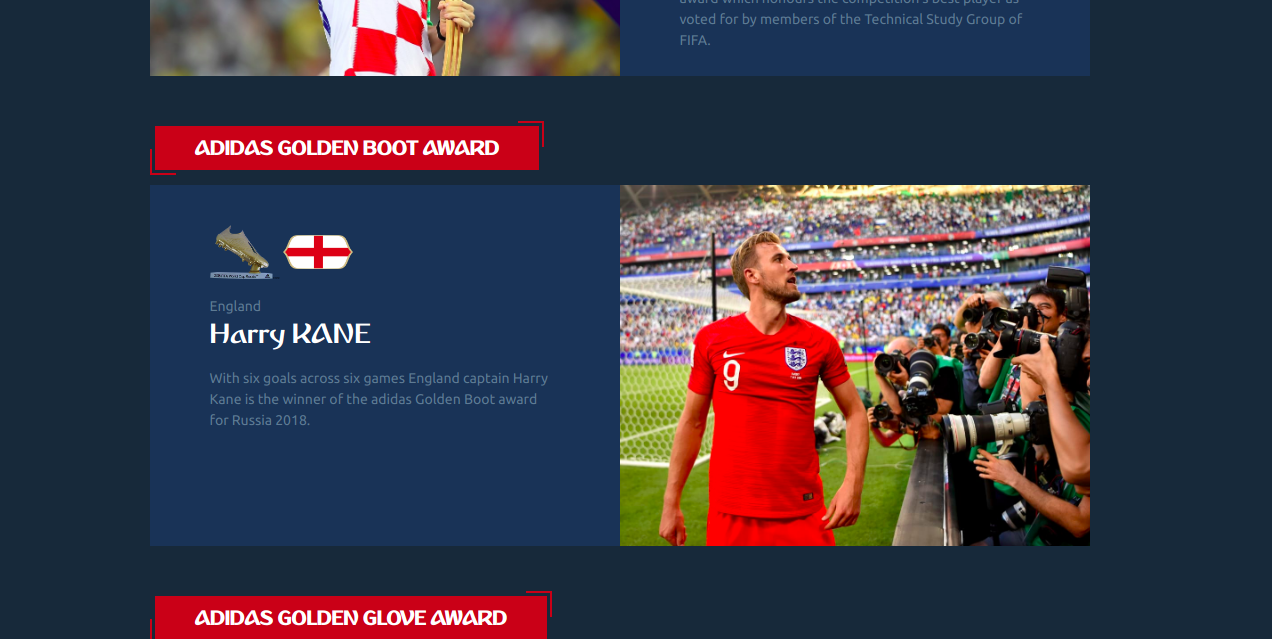 voted for by members of the Technical Study Group of
FIFA.
ADIDAS GOLDEN BOOT AWARD
England
Harry KANE
With six goals across six games England captain Harry
Kane is the winner of the adidas Golden Boot award
for Russia 2018.
9
ADIDAS GOLDEN GLOVE AWARD